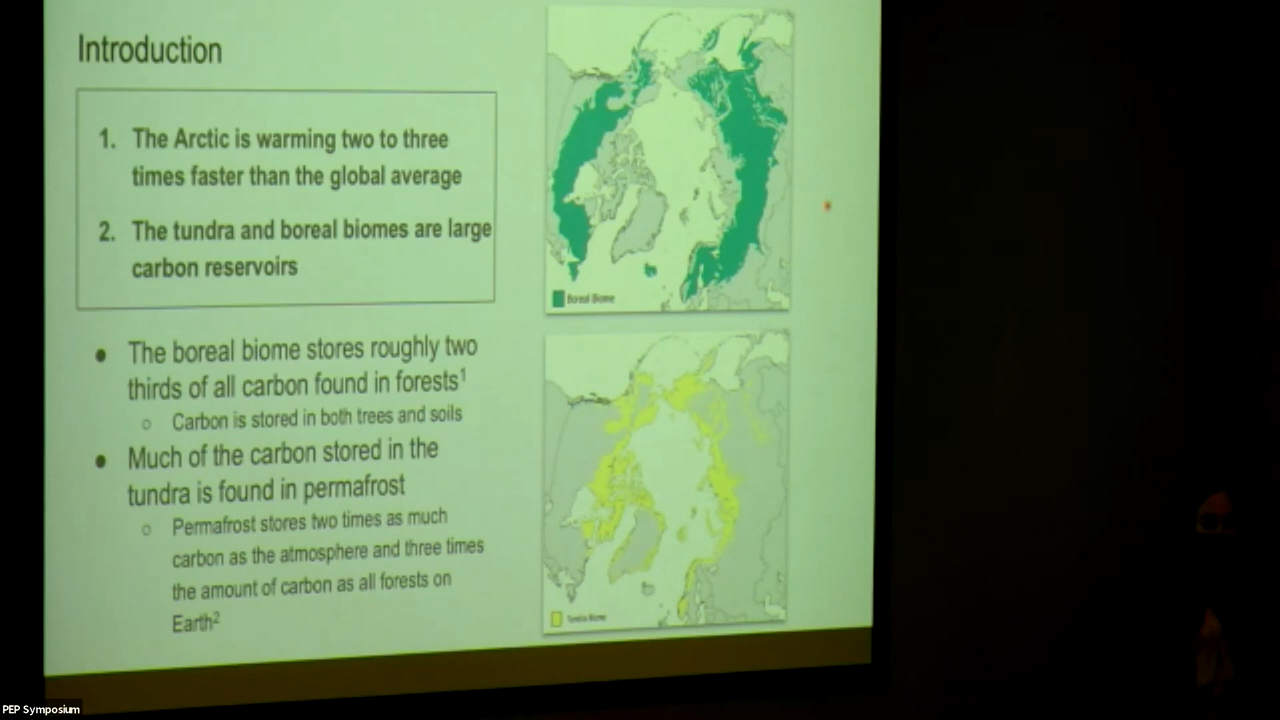 Introduction
1. The Arctic is warming two to three
times faster than the global average
2. The tundra and boreal biomes are large
carbon reservoirs
● The boreal biome stores roughly two
thirds of all carbon found in forests¹
○ Carbon is stored in both trees and soils
● Much of the carbon stored in the
tundra is found in permafrost
○ Permafrost stores two times as much
carbon as the atmosphere and three times
the amount of carbon as all forests on
Earth²
Boreal Biome
Tundra Biome
PEP Symposium